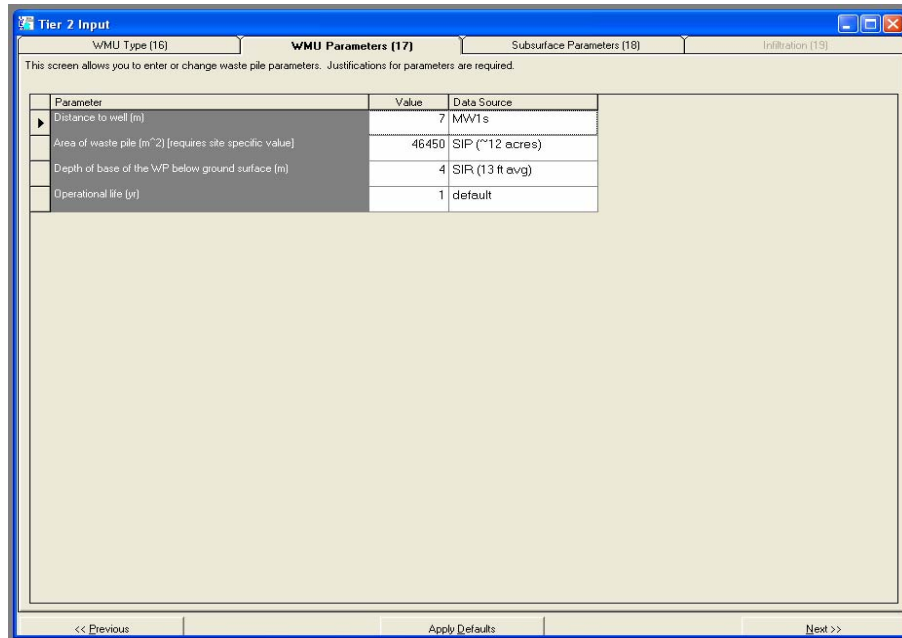 Tier 2 Input
WMU Type (16) WMU Parameters (17) Subsurface Parameters (18) Infiltration (19)
This screen allows you to enter or change waste pile parameters. Justifications for parameters are required.
Parameter Value Data Source
Distance to well (m) 7 MW1s
Area of waste pile (m^2) [requires site specific value] 46450 SIP (~12 acres)
Depth of base of the WP below ground surface (m) 4 SIR (13 ft avg)
Operational life (yr) 1 default
<< Previous Apply Defaults Next >>